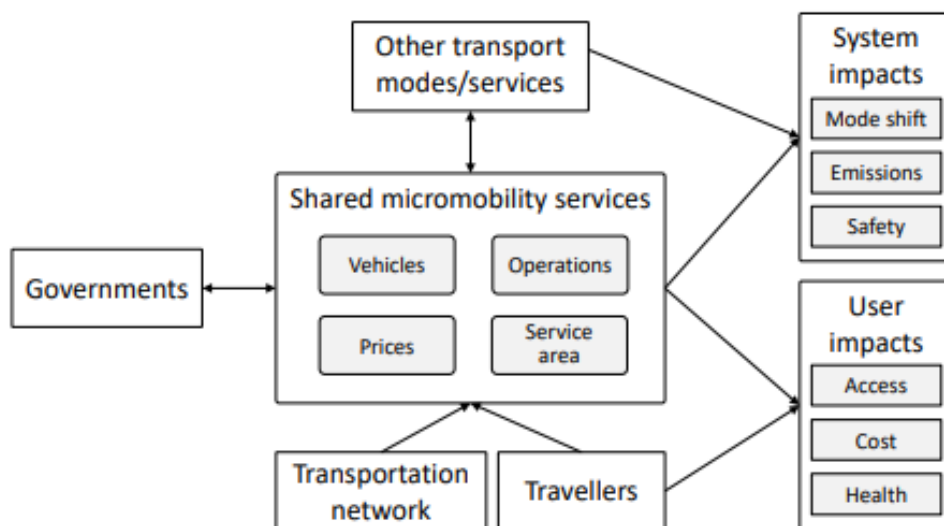 Other transport
modes/services
System
impacts
Mode shift
Emissions
Safety
Shared micromobility services
Vehicles
Operations
Prices
Service
area
Governments
User
impacts
Access
Cost
Health
Transportation
network
Travellers